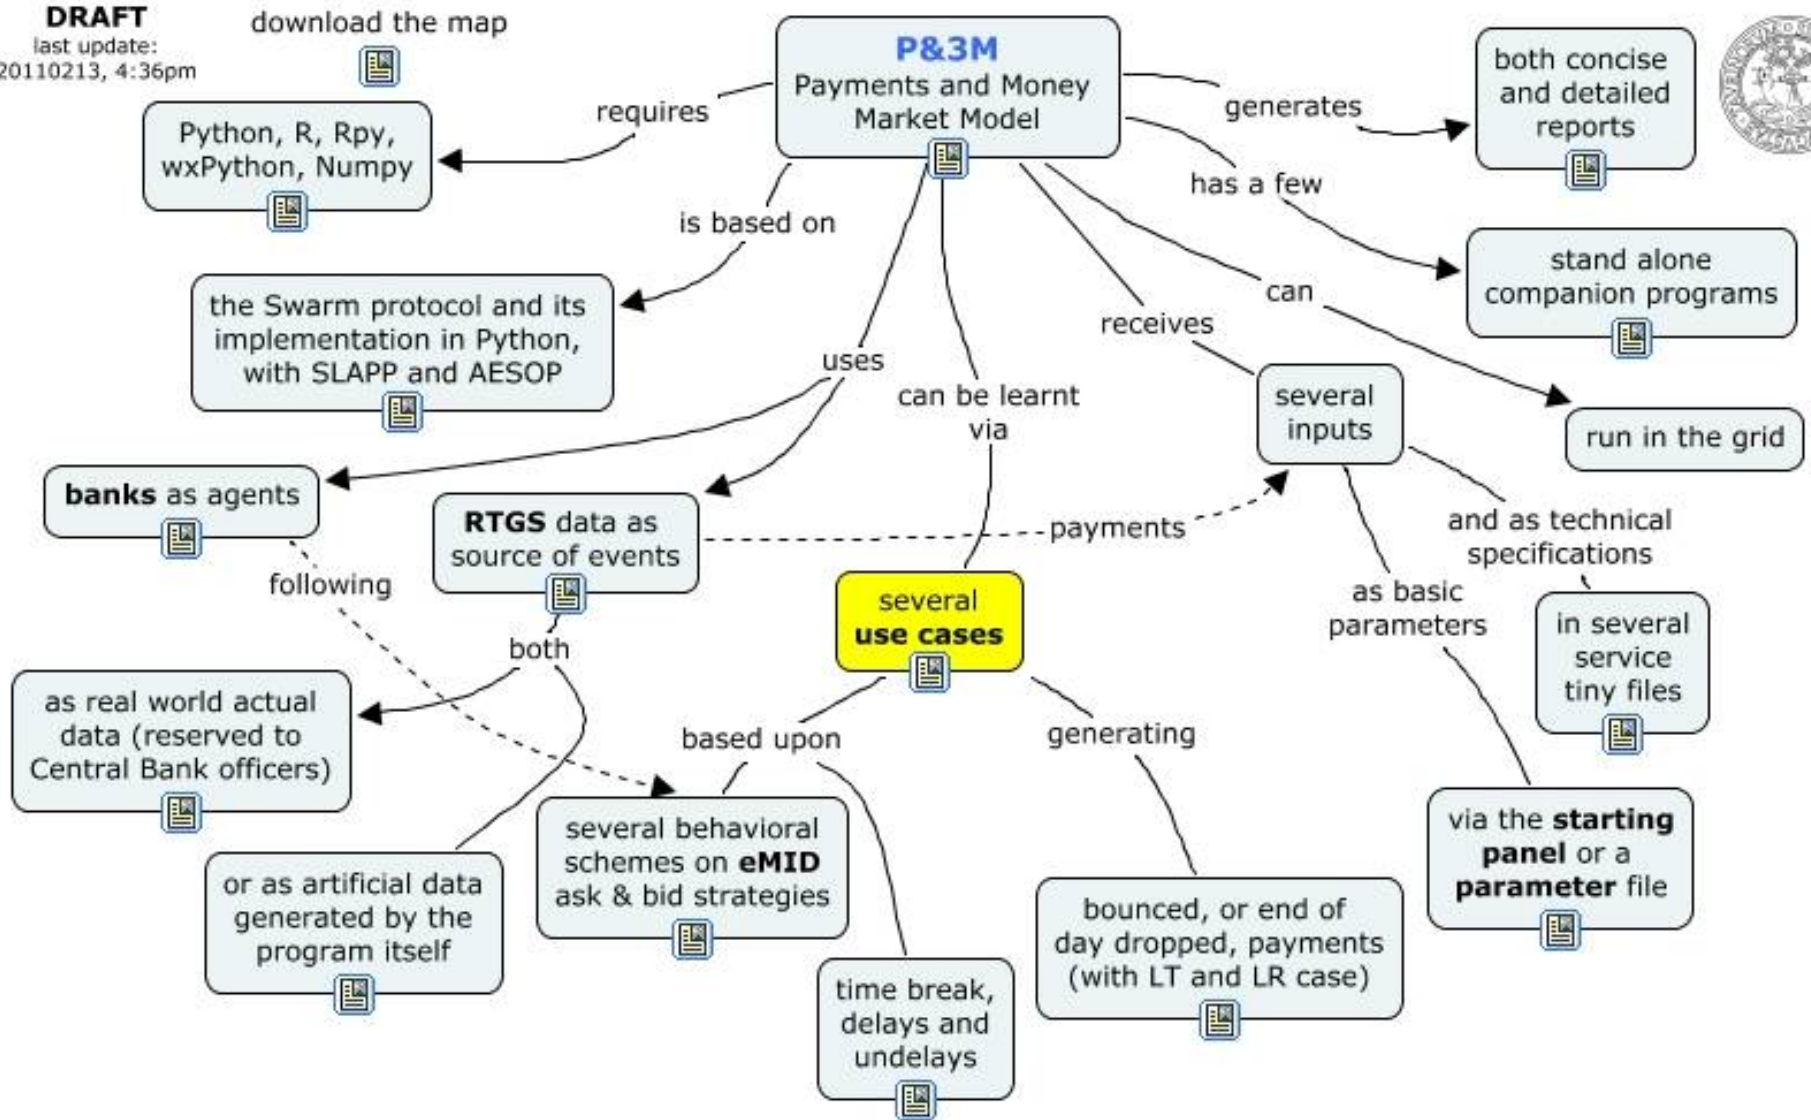 DRAFT
last update:
20110213, 4:36pm
download the map
P&3M
Payments and Money
Market Model
requires
Python, R, Rpy,
wxPython, Numpy
generates
both concise
and detailed
reports
has a few
stand alone
companion programs
is based on
the Swarm protocol and its
implementation in Python,
with SLAPP and AESOP
can
run in the grid
receives
several
inputs
uses
can be learnt
via
banks as agents
RTGS data as
source of events
payments
and as technical
specifications
following
as basic
parameters
several
use cases
in several
service
tiny files
both
as real world actual
data (reserved to
Central Bank officers)
based upon
generating
or as artificial data
generated by the
program itself
several behavioral
schemes on eMID
ask & bid strategies
via the starting
panel or a
parameter file
bounced, or end of
day dropped, payments
(with LT and LR case)
time break,
delays and
undelays